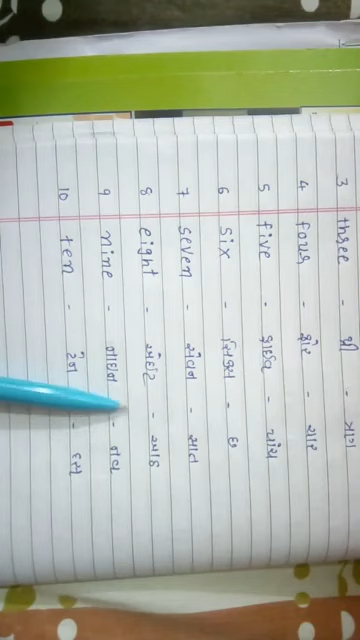 3 three - થ્રી - ત્રણ
4 four - ફોર - ચાર
5 five - ફાઈવ - પાંચ
6 six - સિક્સ - છ
7 seven - સેવન - સાત
8 eight - એઈટ - આઠ
9 nine - નાઈન - નવ
10 ten - ટેન - દસ